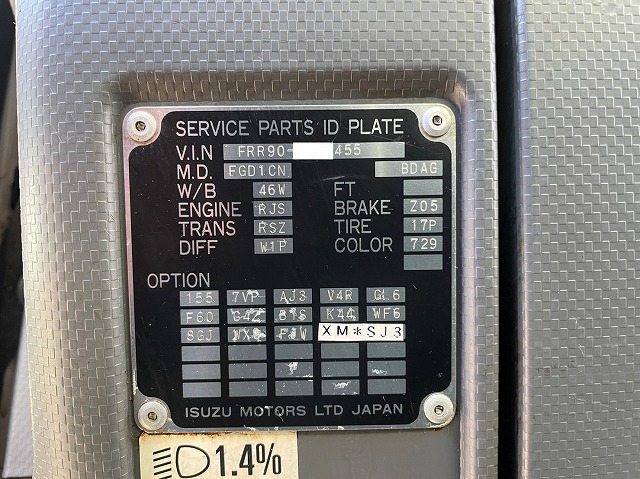 SERVICE PARTS ID PLATE
V.I.N FRR90- 455
M.D. FGD1CN BDAG
W/B 46W FT
ENGINE RJS BRAKE Z05
TRANS RSZ TIRE 17P
DIFF W1P COLOR 729
OPTION
155 7VP AJ3 V4R GL6
F60 G4Z K44 WF6
8GJ XM*SJ3
ISUZU MOTORS LTD JAPAN
1.4%